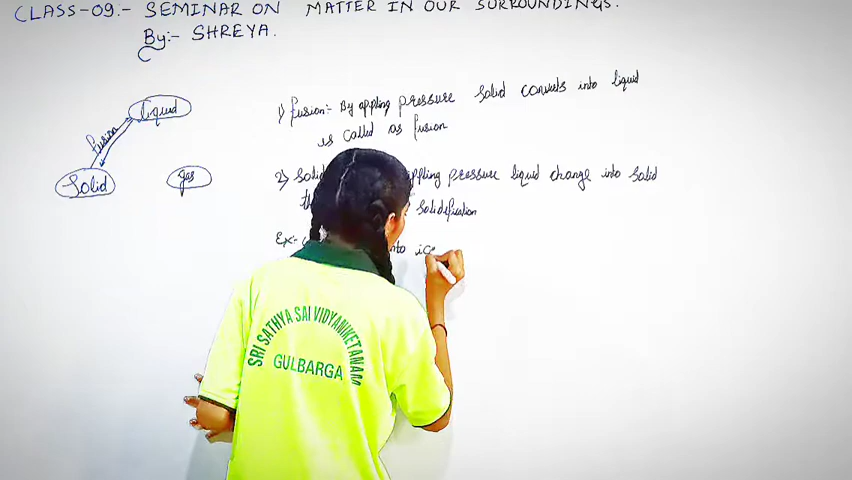 CLASS-09:- SEMINAR ON MATTER IN OUR SURROUNDINGS.
By:- SHREYA.
liquid
fusion
Solid
gas
1) fusion:- By appling pressure solid converts into liquid
is called as fusion
2) Solid appling pressure liquid change into solid
solidification
Ex:- into ice
SRI SATHYA SAI VIDYANIKETANAM
GULBARGA